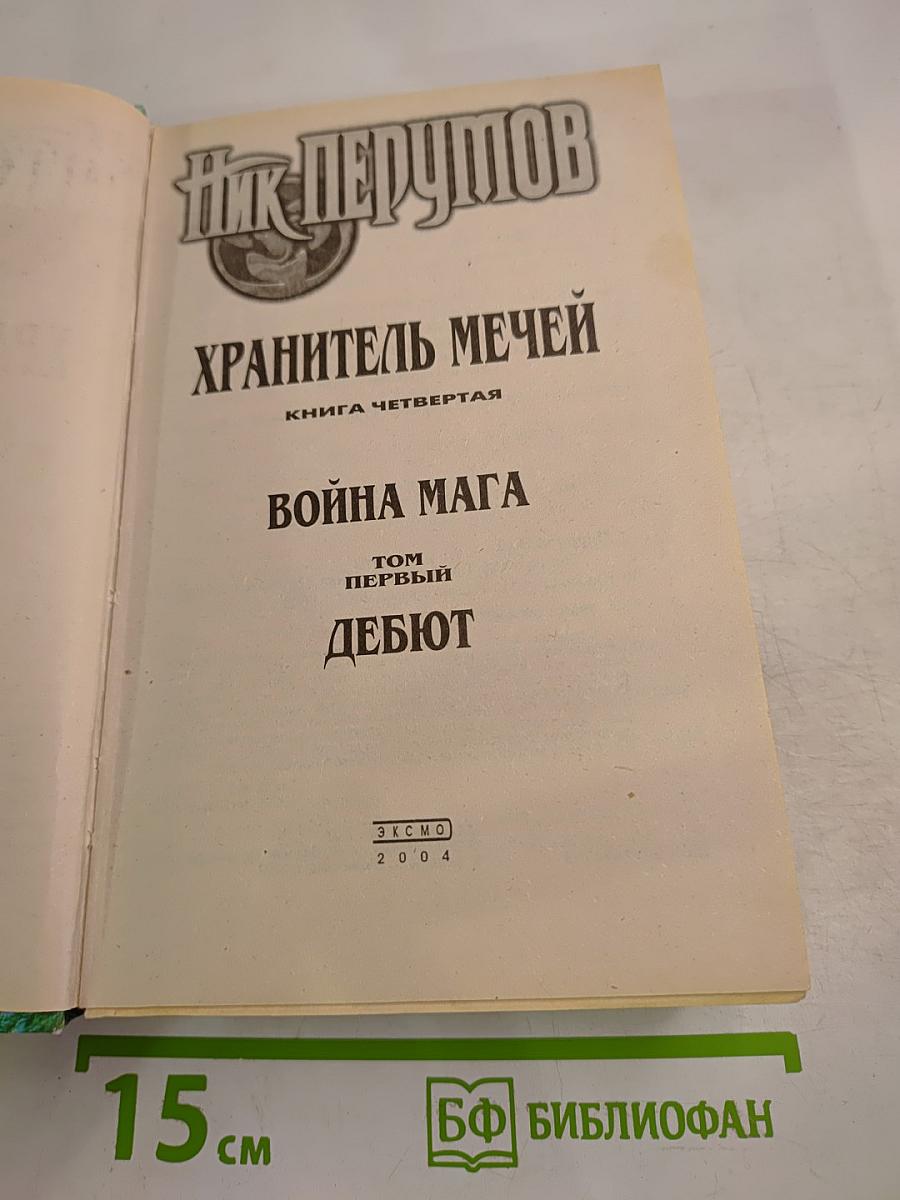 Ник ПЕРУМОВ
ХРАНИТЕЛЬ МЕЧЕЙ
КНИГА ЧЕТВЕРТАЯ
ВОЙНА МАГА
ТОМ
ПЕРВЫЙ
ДЕБЮТ
ЭКСМО
2004
15 см
БФ БИБЛИОФАН